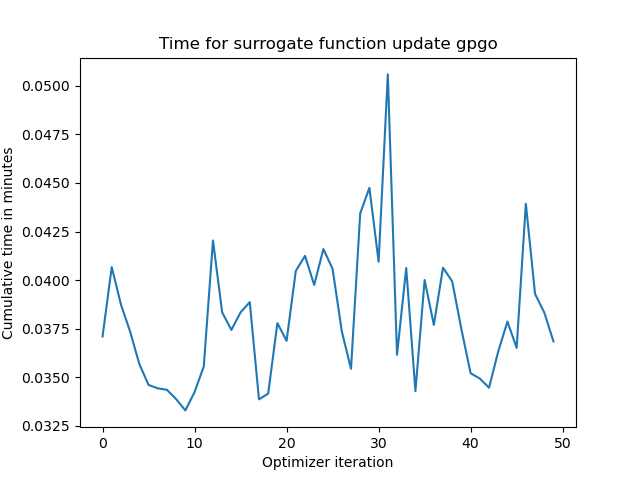 Time for surrogate function update gpgo
Cumulative time in minutes
0.0500
0.0475
0.0450
0.0425
0.0400
0.0375
0.0350
0.0325
0 10 20 30 40 50
Optimizer iteration